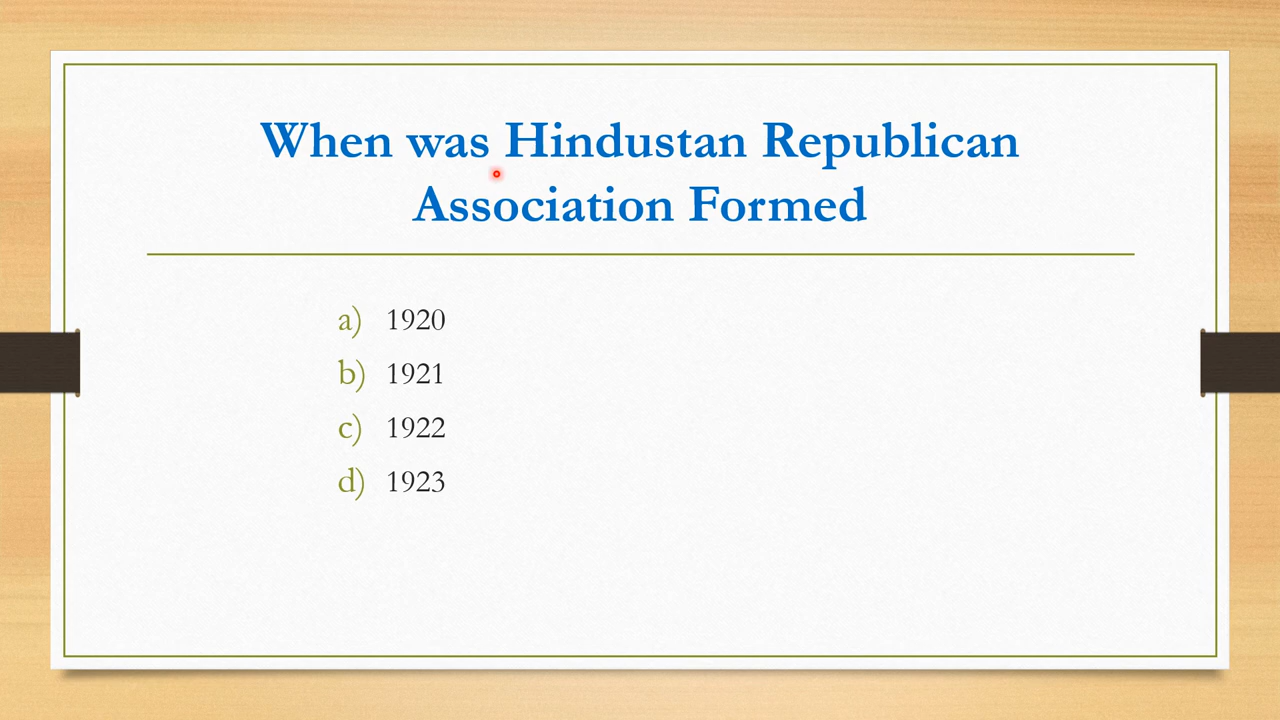 When was Hindustan Republican
Association Formed
a) 1920
b) 1921
c) 1922
d) 1923